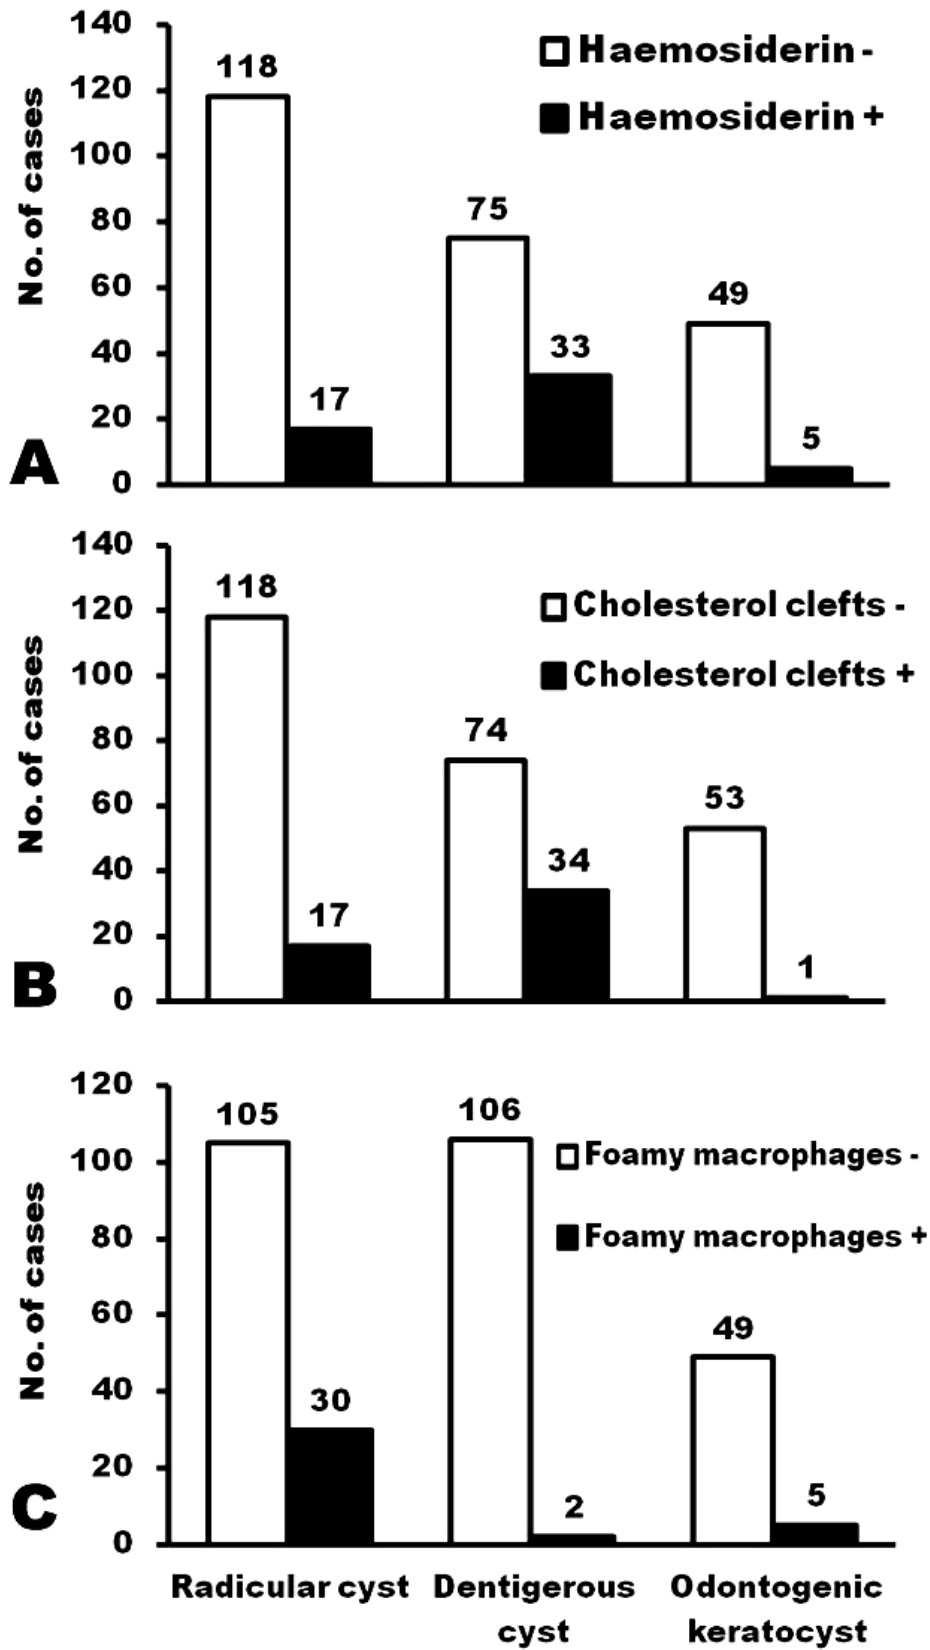 140
120
100
80
60
40
20
0
No. of cases
A
Haemosiderin -
Haemosiderin +
118
17
75
33
49
5
140
120
100
80
60
40
20
0
No. of cases
B
Cholesterol clefts -
Cholesterol clefts +
118
17
74
34
53
1
120
100
80
60
40
20
0
No. of cases
C
Foamy macrophages -
Foamy macrophages +
105
30
106
2
49
5
Radicular cyst
Dentigerous
cyst
Odontogenic
keratocyst